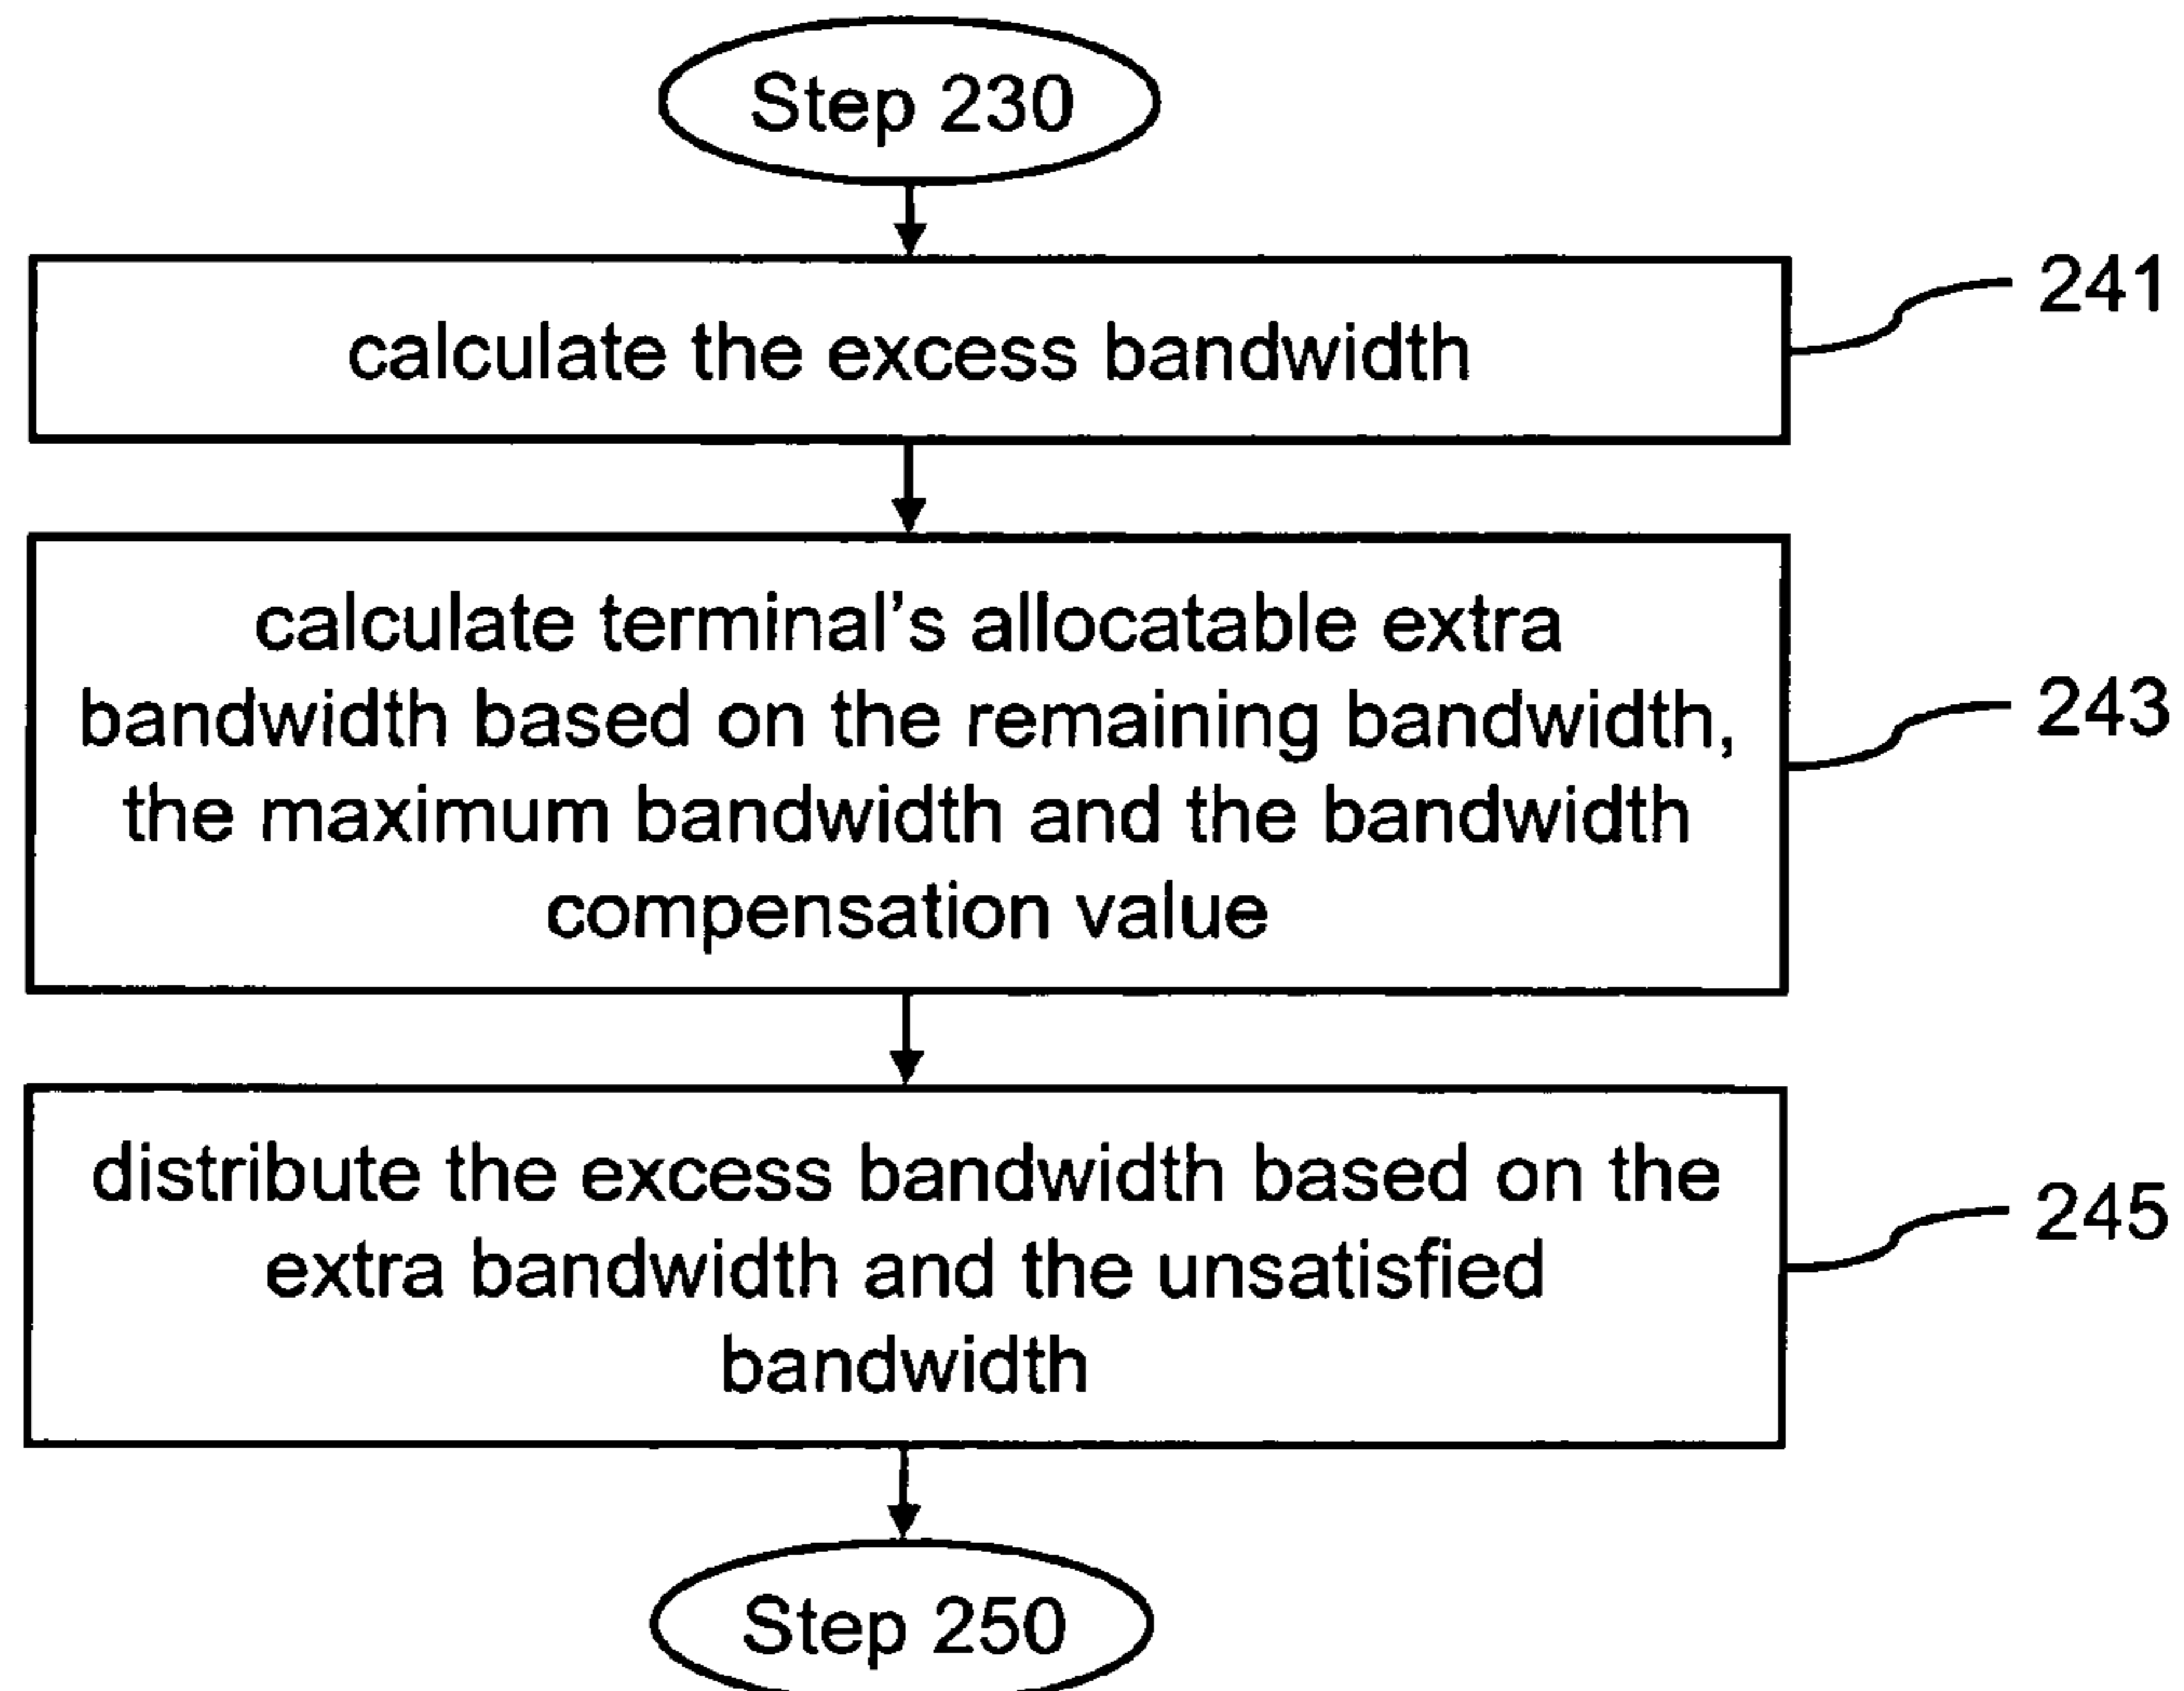 Step 230
calculate the excess bandwidth
241
calculate terminal's allocatable extra
bandwidth based on the remaining bandwidth,
the maximum bandwidth and the bandwidth
compensation value
243
distribute the excess bandwidth based on the
extra bandwidth and the unsatisfied
bandwidth
245
Step 250